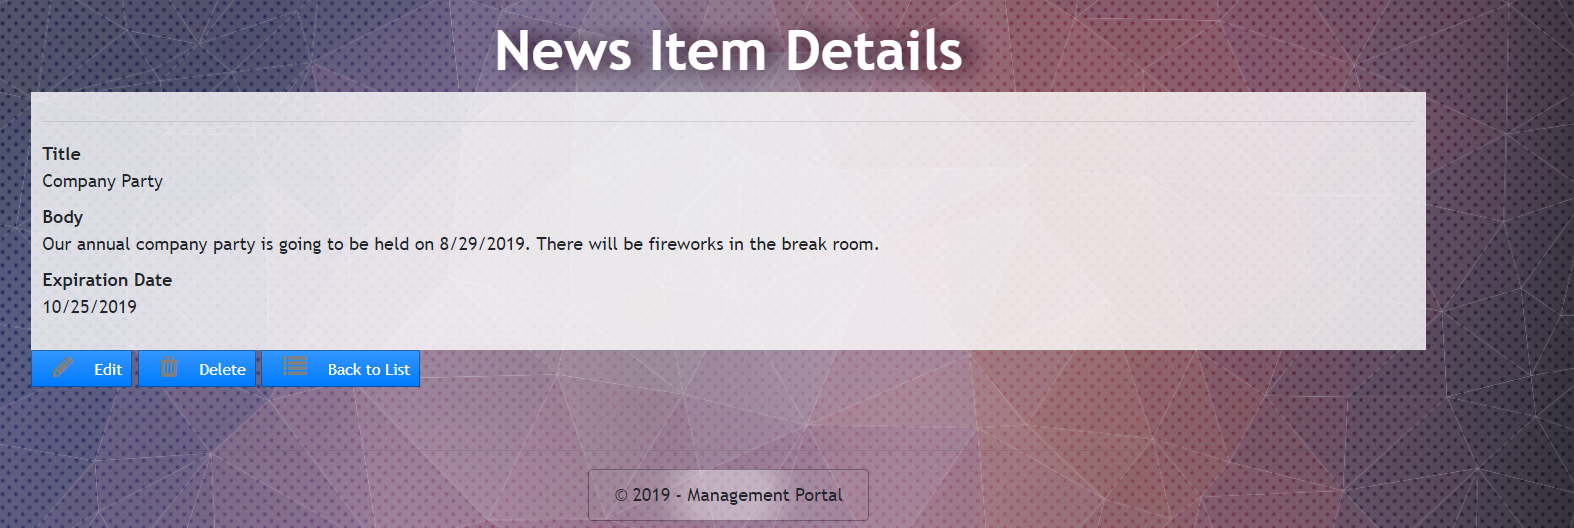 News Item Details
Title
Company Party
Body
Our annual company party is going to be held on 8/29/2019. There will be fireworks in the break room.
Expiration Date
10/25/2019
Edit Delete Back to List
© 2019 - Management Portal